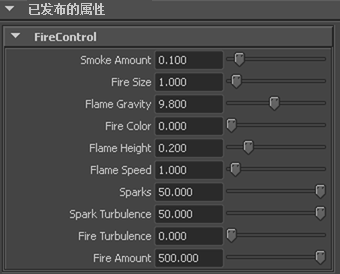 已发布的属性
FireControl
Smoke Amount 0.100
Fire Size 1.000
Flame Gravity 9.800
Fire Color 0.000
Flame Height 0.200
Flame Speed 1.000
Sparks 50.000
Spark Turbulence 50.000
Fire Turbulence 0.000
Fire Amount 500.000